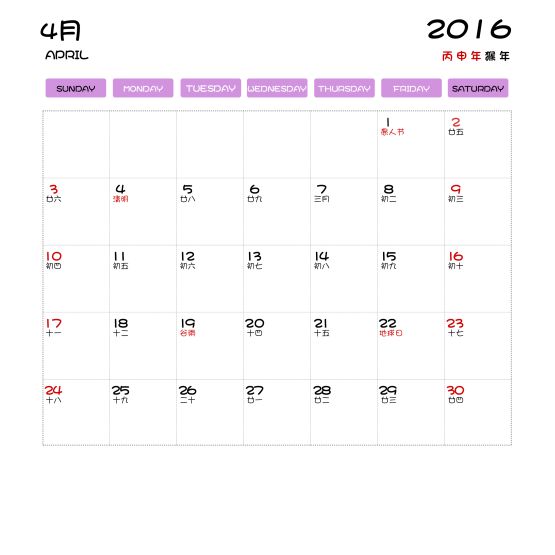 4月 2016
APRIL 丙申年猴年
SUNDAY MONDAY TUESDAY WEDNESDAY THURSDAY FRIDAY SATURDAY
1 2
愚人节 廿五
3 4 5 6 7 8 9
廿六 清明 廿八 廿九 三月 初二 初三
10 11 12 13 14 15 16
初四 初五 初六 初七 初八 初九 初十
17 18 19 20 21 22 23
十一 十二 谷雨 十四 十五 地球日 十七
24 25 26 27 28 29 30
十八 十九 二十 廿一 廿二 廿三 廿四